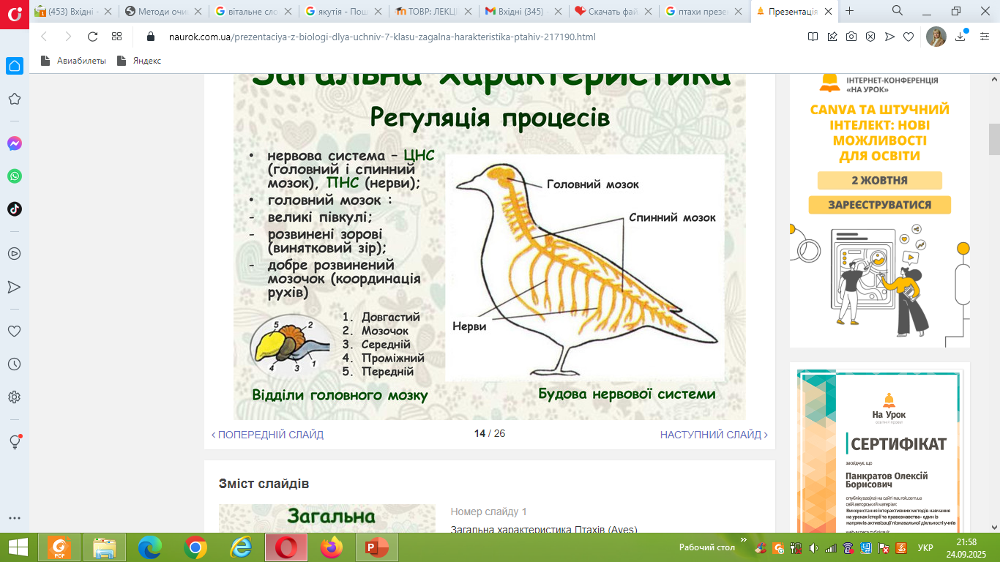 (453) Вхідні
Методи очи
вітальне сло
якутія - Пош
ТОВР: ЛЕКЦІ
Вхідні (345)
Скачать фай
птахи презен
Презентація
naurok.com.ua/prezentaciya-z-biologi-dlya-uchniv-7-klasu-zagalna-harakteristika-ptahiv-217190.html
Авиабилеты
Яндекс
Загальна характеристика
Регуляція процесів
• нервова система – ЦНС
(головний і спинний
мозок), ПНС (нерви);
• головний мозок :
- великі півкулі;
- розвинені зорові
(винятковий зір);
- добре розвинений
мозочок (координація
рухів)
Головний мозок
Спинний мозок
Нерви
5 2
4 3 1
1. Довгастий
2. Мозочок
3. Середній
4. Проміжний
5. Передній
Відділи головного мозку
Будова нервової системи
‹ ПОПЕРЕДНІЙ СЛАЙД
14 / 26
НАСТУПНИЙ СЛАЙД ›
Зміст слайдів
Загальна
Номер слайду 1
Загальна характеристика Птахів (Aves)
ІНТЕРНЕТ-КОНФЕРЕНЦІЯ
«НА УРОК»
CANVA ТА ШТУЧНИЙ
ІНТЕЛЕКТ: НОВІ
МОЖЛИВОСТІ
ДЛЯ ОСВІТИ
2 ЖОВТНЯ
ЗАРЕЄСТРУВАТИСЯ
На Урок
освітній проект
СЕРТИФІКАТ
засвідчує, що
Панкратов Олексій
Борисович
опублікував(ла) на сайті naurok.com.ua
свій авторський матеріал:
Використання інтерактивних методів навчання
на уроках історії та правознавства- один із
напрямів активізації пізнавальної діяльності учнів
PDF
Рабочий стол
»
УКР
21:58
24.09.2025